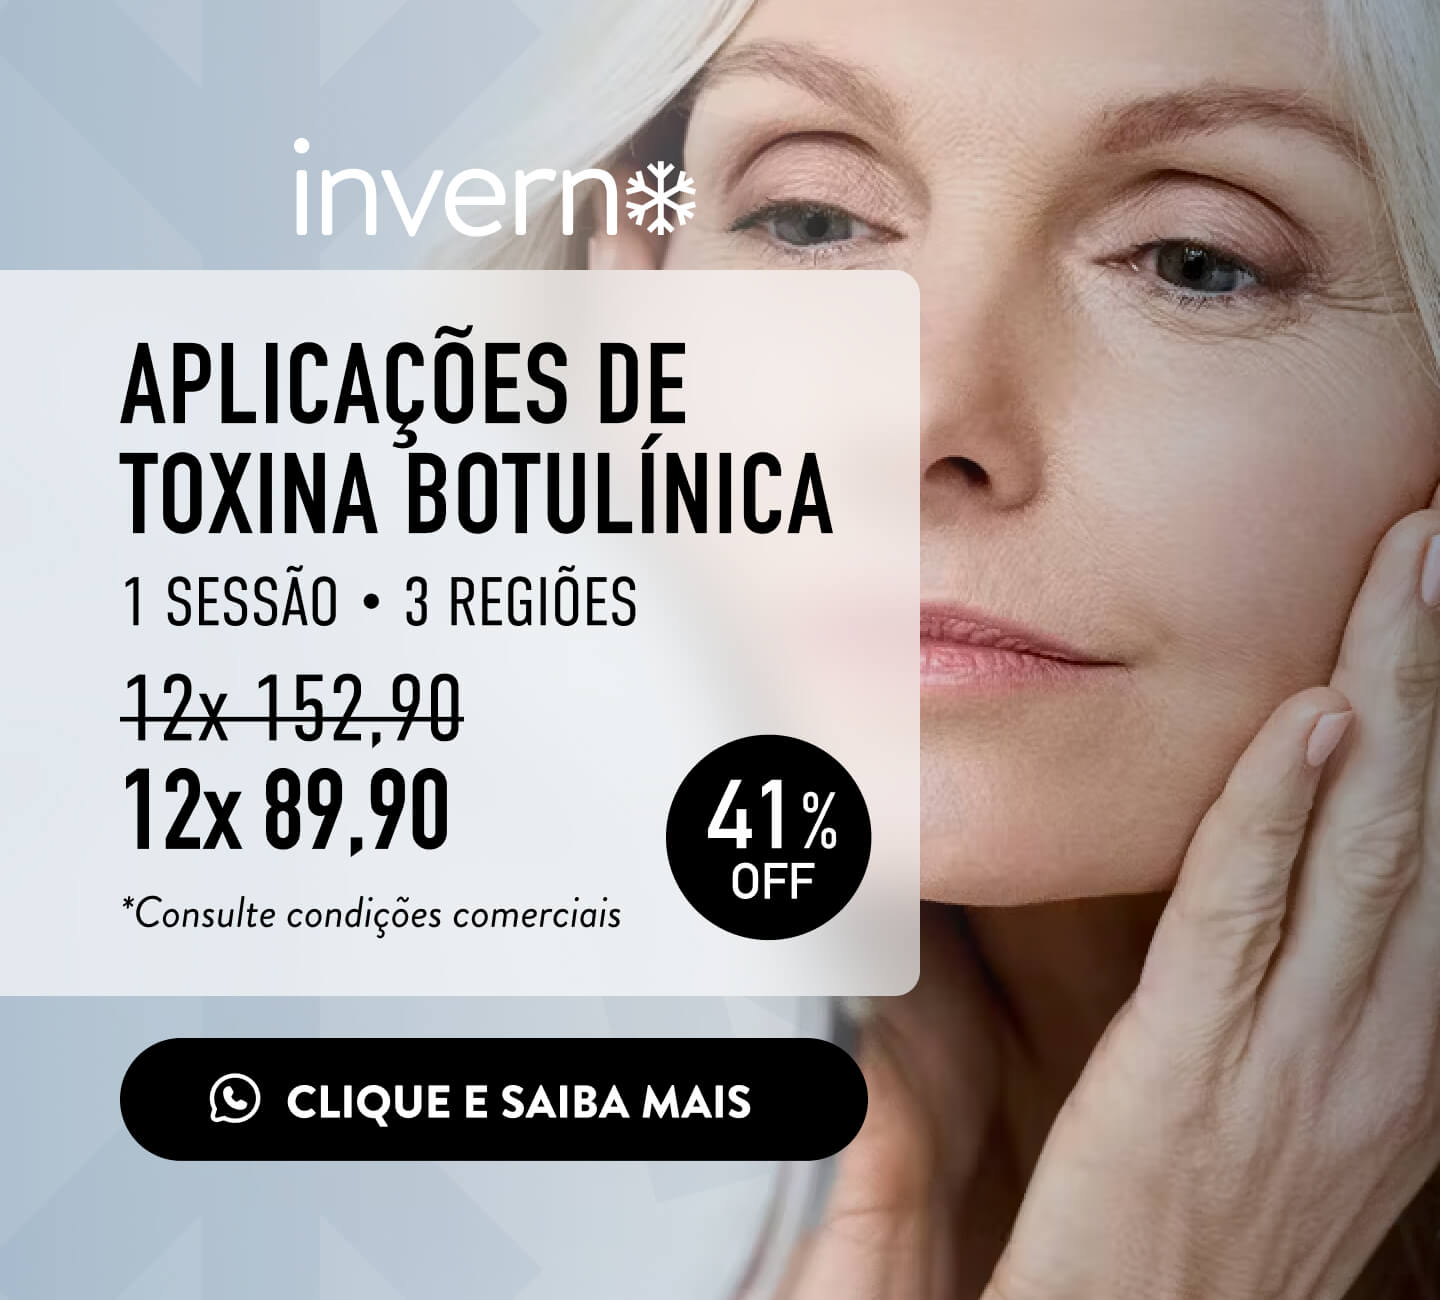 inverno
APLICAÇÕES DE
TOXINA BOTULÍNICA
1 SESSÃO • 3 REGIÕES
12x 152,90
12x 89,90
41%
OFF
*Consulte condições comerciais
CLIQUE E SAIBA MAIS